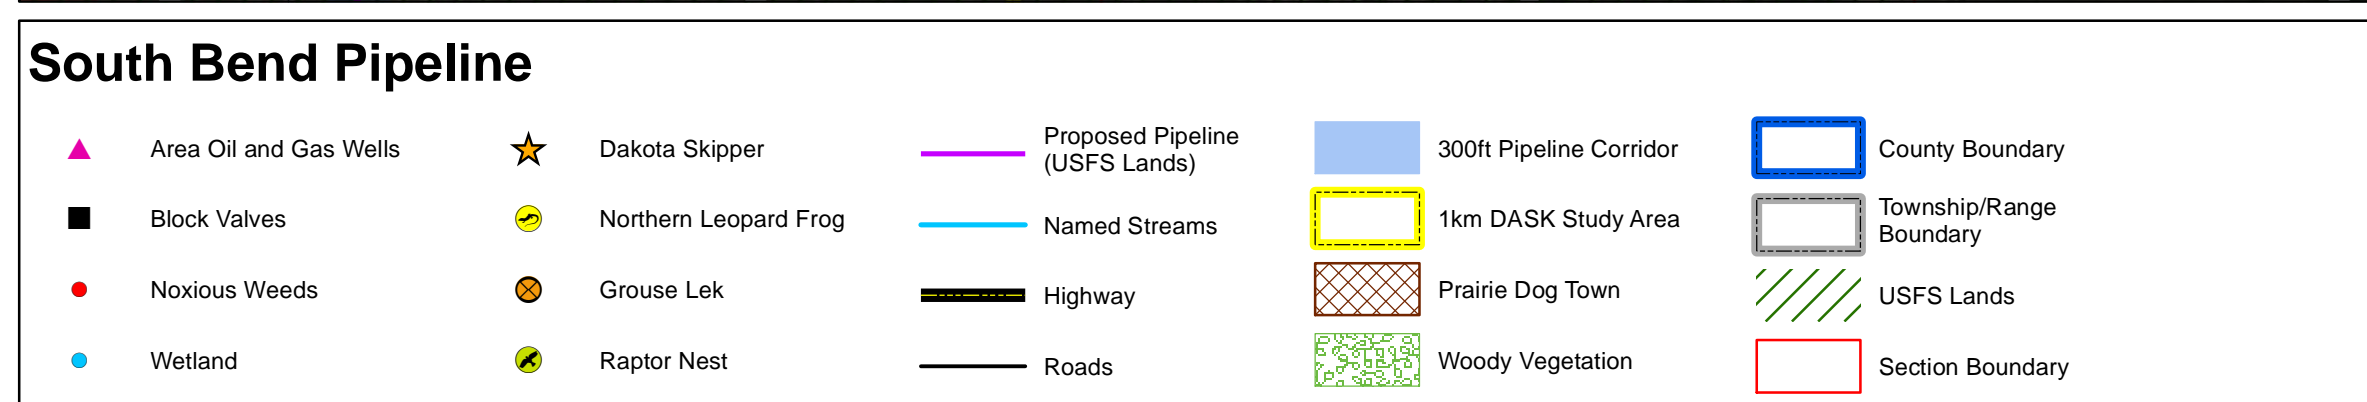 South Bend Pipeline
Area Oil and Gas Wells
Block Valves
Noxious Weeds
Wetland
Dakota Skipper
Northern Leopard Frog
Grouse Lek
Raptor Nest
Proposed Pipeline
(USFS Lands)
Named Streams
Highway
Roads
300ft Pipeline Corridor
1km DASK Study Area
Prairie Dog Town
Woody Vegetation
County Boundary
Township/Range
Boundary
USFS Lands
Section Boundary